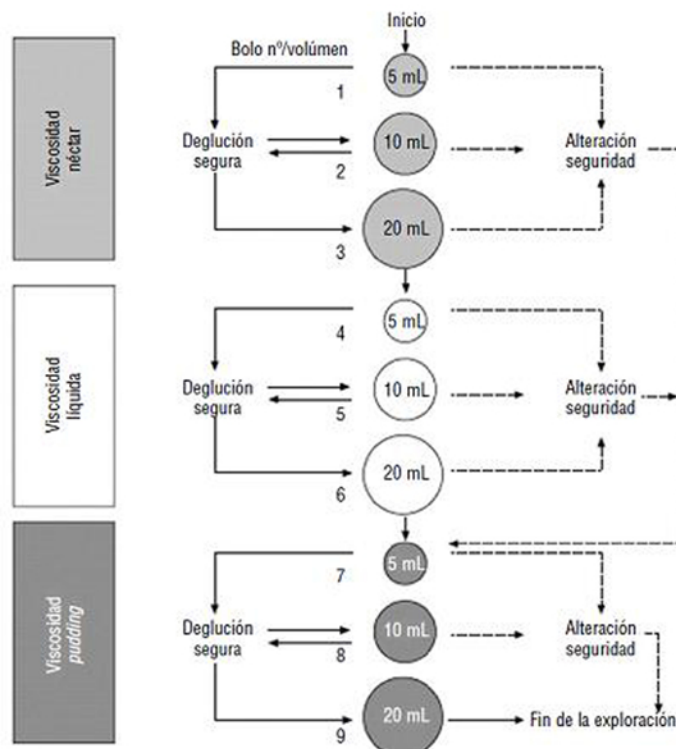 Inicio
Bolo nº/volúmen
Viscosidad
néctar
1
5 mL
Deglución
segura
2
10 mL
Alteración
seguridad
3
20 mL
Viscosidad
líquida
4
5 mL
Deglución
segura
5
10 mL
Alteración
seguridad
6
20 mL
Viscosidad
pudding
7
5 mL
Deglución
segura
8
10 mL
Alteración
seguridad
9
20 mL
Fin de la exploración